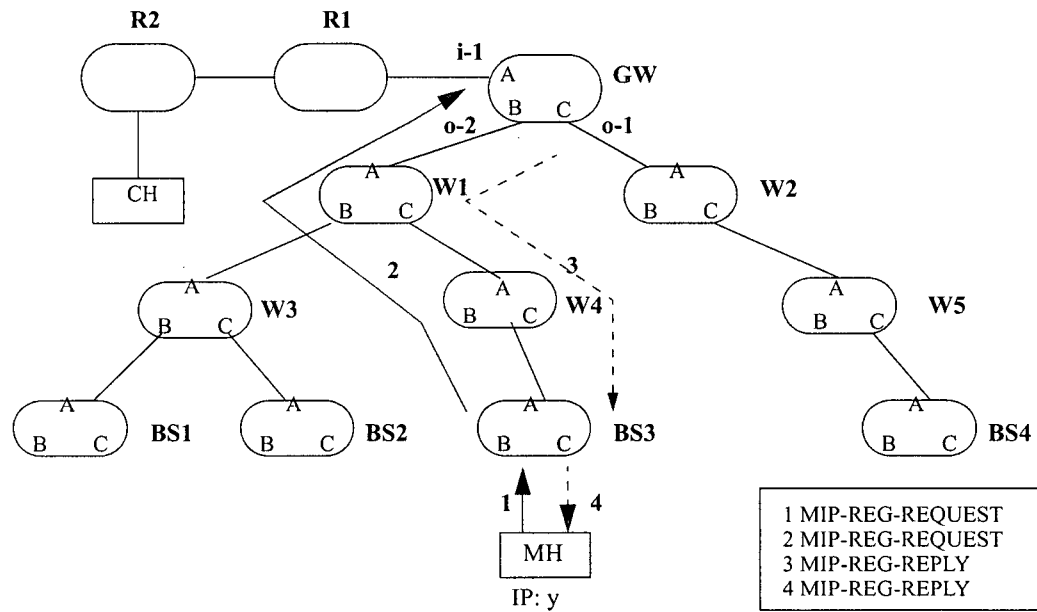 R2 R1
i-1
A GW
B C
o-2 o-1
CH
A W1
B C
A W2
B C
2 3
A W3
B C
A W4
B C
A W5
B C
A BS1
B C
A BS2
B C
A BS3
B C
A BS4
B C
1 4
MH
IP: y
1 MIP-REG-REQUEST
2 MIP-REG-REQUEST
3 MIP-REG-REPLY
4 MIP-REG-REPLY